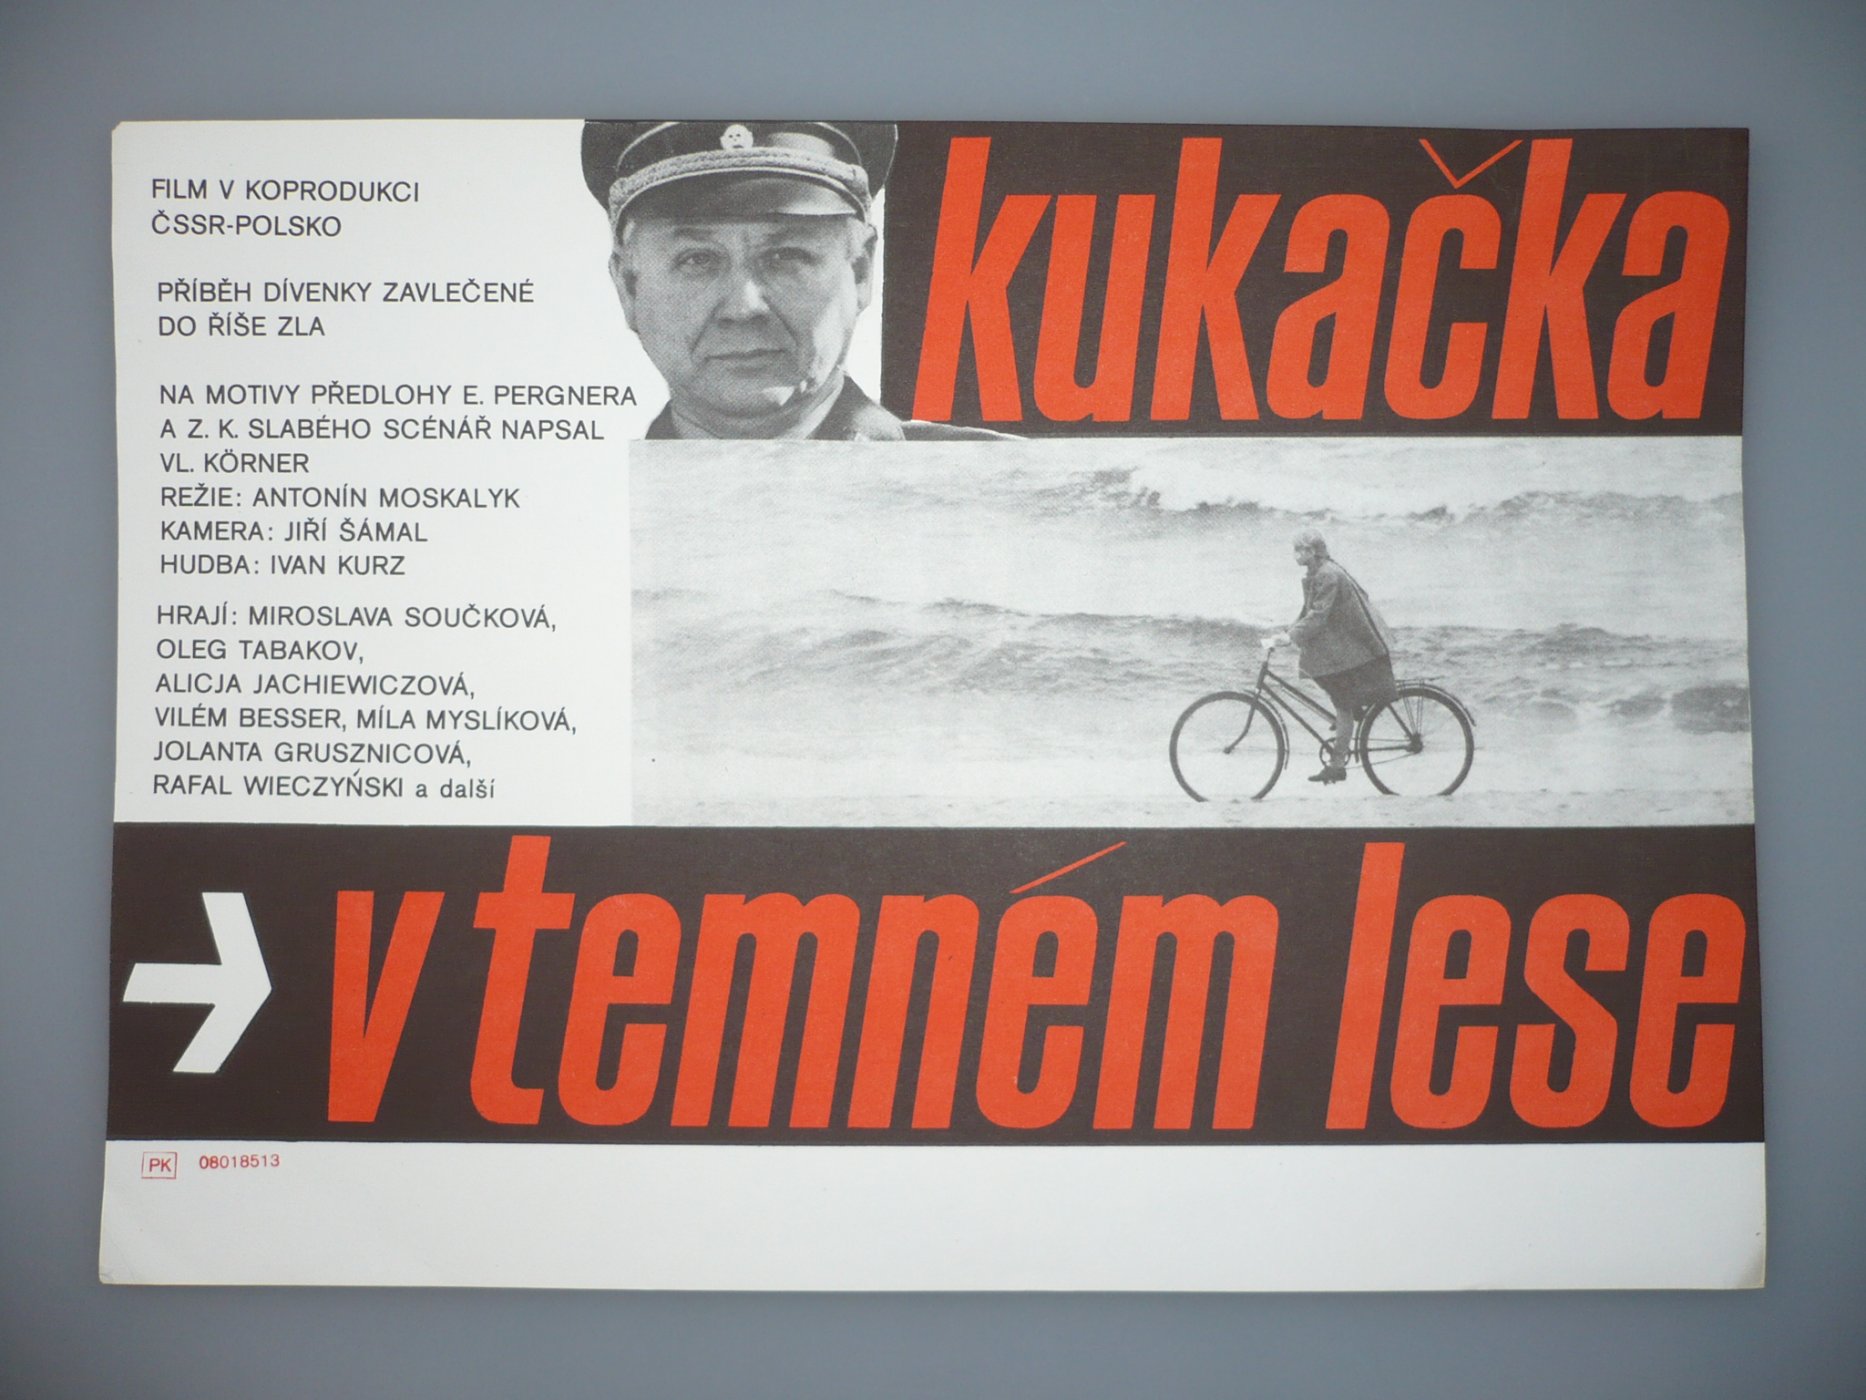 FILM V KOPRODUKCI
ČSSR-POLSKO
PŘÍBĚH DÍVENKY ZAVLEČENÉ
DO ŘÍŠE ZLA
NA MOTIVY PŘEDLOHY E. PERGNERA
A Z. K. SLABÉHO SCÉNÁŘ NAPSAL
VL. KÖRNER
REŽIE: ANTONÍN MOSKALYK
KAMERA: JIŘÍ ŠÁMAL
HUDBA: IVAN KURZ
HRAJÍ: MIROSLAVA SOUČKOVÁ,
OLEG TABAKOV,
ALICJA JACHIEWICZOVÁ,
VILÉM BESSER, MÍLA MYSLÍKOVÁ,
JOLANTA GRUSZNICOVÁ,
RAFAL WIECZYŃSKI a další
kukačka
v temném lese
PK 08018513